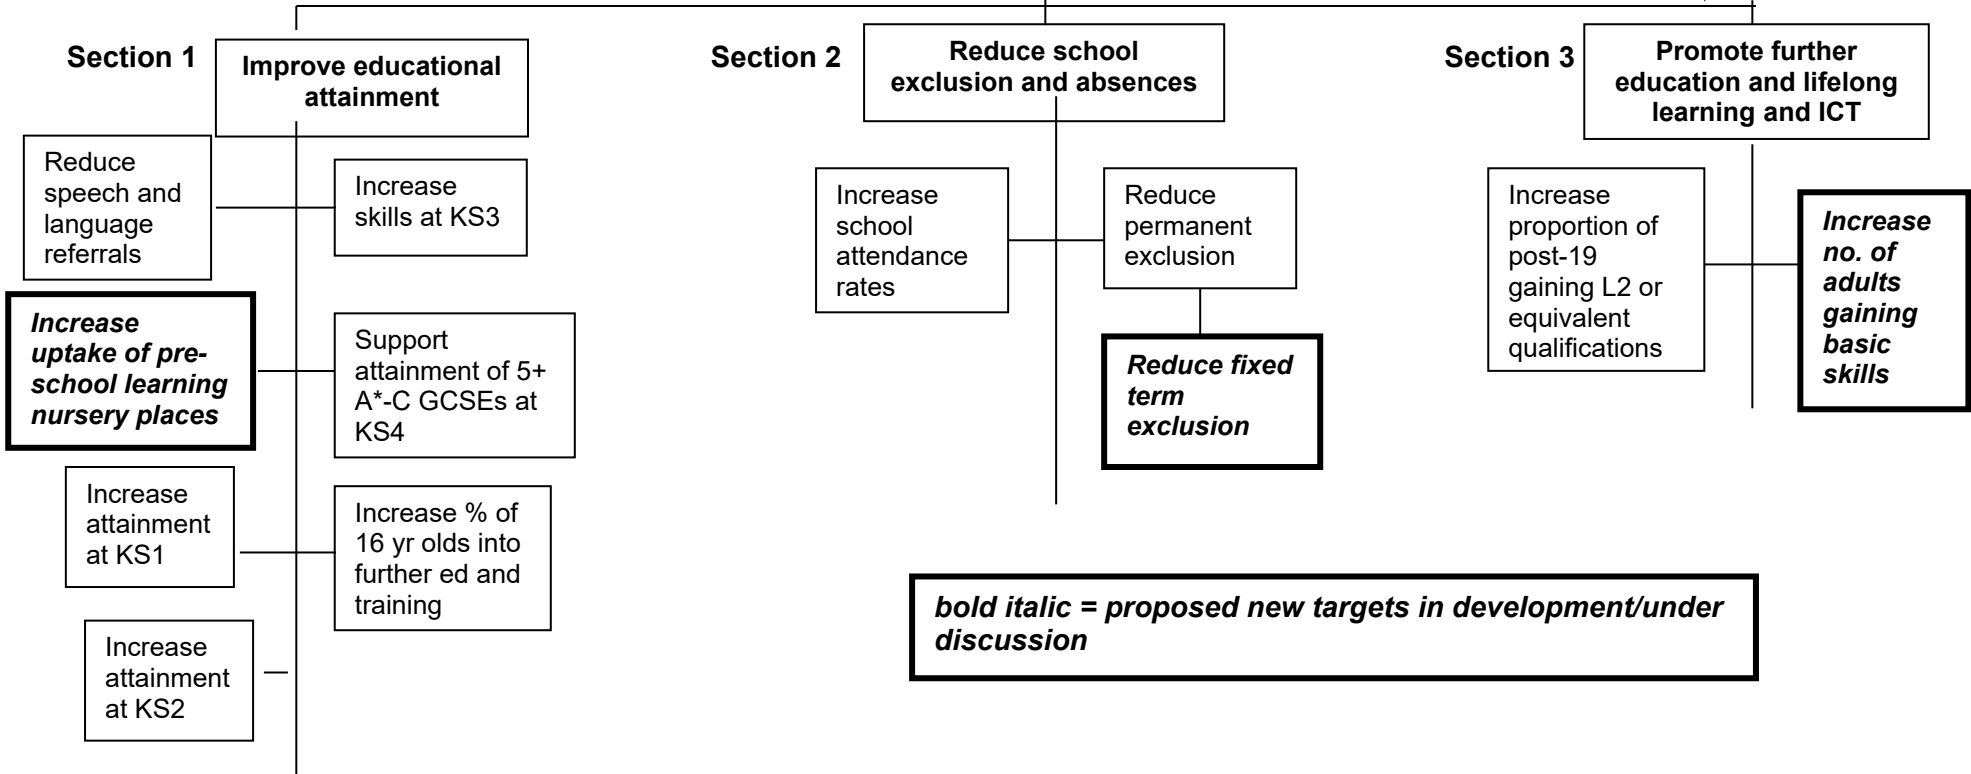 Section 1
Improve educational
attainment
Reduce
speech and
language
referrals
Increase
skills at KS3
Increase
uptake of pre-
school learning
nursery places
Support
attainment of 5+
A*-C GCSEs at
KS4
Increase
attainment
at KS1
Increase % of
16 yr olds into
further ed and
training
Increase
attainment
at KS2
Section 2
Reduce school
exclusion and absences
Increase
school
attendance
rates
Reduce
permanent
exclusion
Reduce fixed
term
exclusion
Section 3
Promote further
education and lifelong
learning and ICT
Increase
proportion of
post-19
gaining L2 or
equivalent
qualifications
Increase
no. of
adults
gaining
basic
skills
bold italic = proposed new targets in development/under
discussion